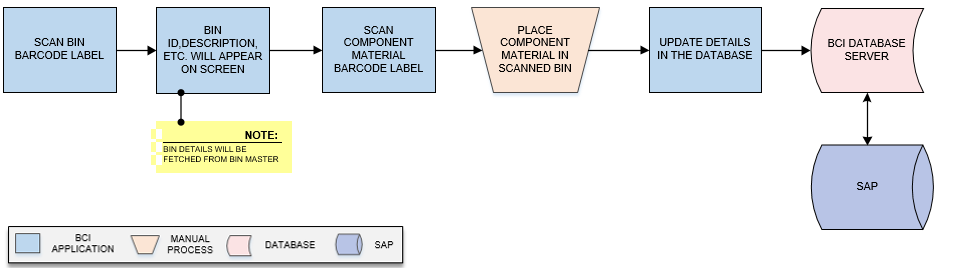 SCAN BIN
BARCODE LABEL
BIN
ID,DESCRIPTION,
ETC. WILL APPEAR
ON SCREEN
SCAN
COMPONENT
MATERIAL
BARCODE LABEL
PLACE
COMPONENT
MATERIAL IN
SCANNED BIN
UPDATE DETAILS
IN THE DATABASE
BCI DATABASE
SERVER
NOTE:
BIN DETAILS WILL BE
FETCHED FROM BIN MASTER
SAP
BCI
APPLICATION
MANUAL
PROCESS
DATABASE
SAP